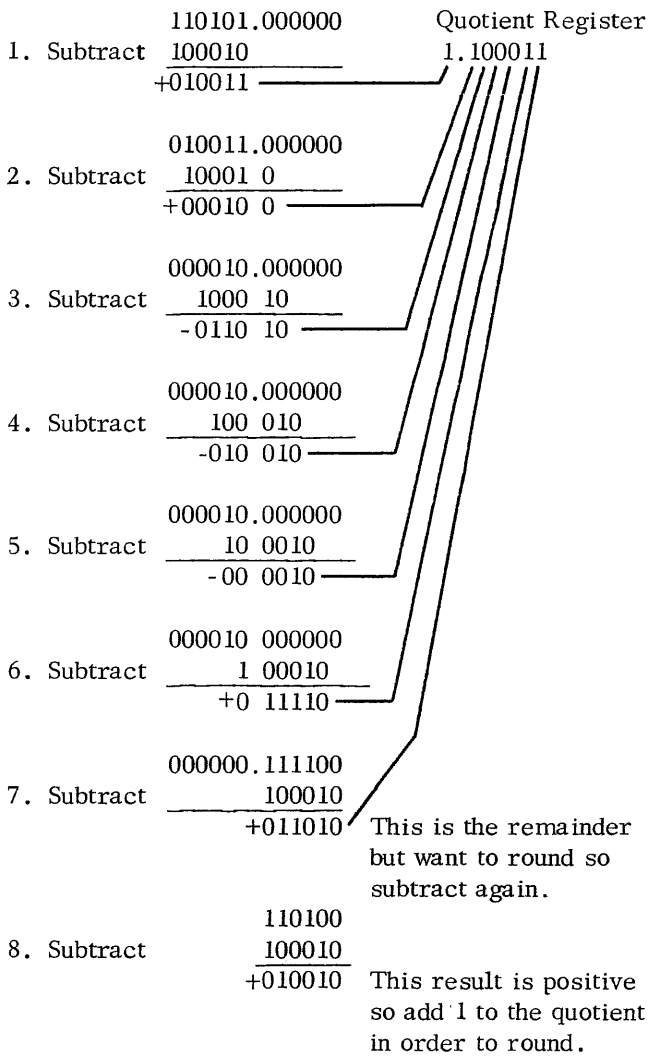 110101.000000 Quotient Register
1. Subtract 100010 1.100011
+010011
010011.000000
2. Subtract 10001 0
+00010 0
000010.000000
3. Subtract 1000 10
-0110 10
000010.000000
4. Subtract 100 010
-010 010
000010.000000
5. Subtract 10 0010
-00 0010
000010 000000
6. Subtract 1 00010
+0 11110
000000.111100
7. Subtract 100010
+011010 This is the remainder
but want to round so
subtract again.
110100
8. Subtract 100010
+010010 This result is positive
so add 1 to the quotient
in order to round.